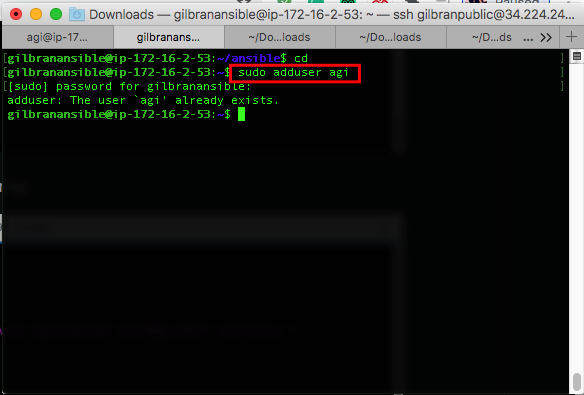 Paused
Downloads — gilbranansible@ip-172-16-2-53: ~ — ssh gilbranpublic@34.224.24...
agi@ip-17... gilbranans... ~/Do...loads ~/Do...loads ~/D...ds ... >>
[gilbranansible@ip-172-16-2-53:~/ansible$ cd ]
[gilbranansible@ip-172-16-2-53:~$ sudo adduser agi ]
[[sudo] password for gilbranansible: ]
adduser: The user `agi' already exists.
gilbranansible@ip-172-16-2-53:~$